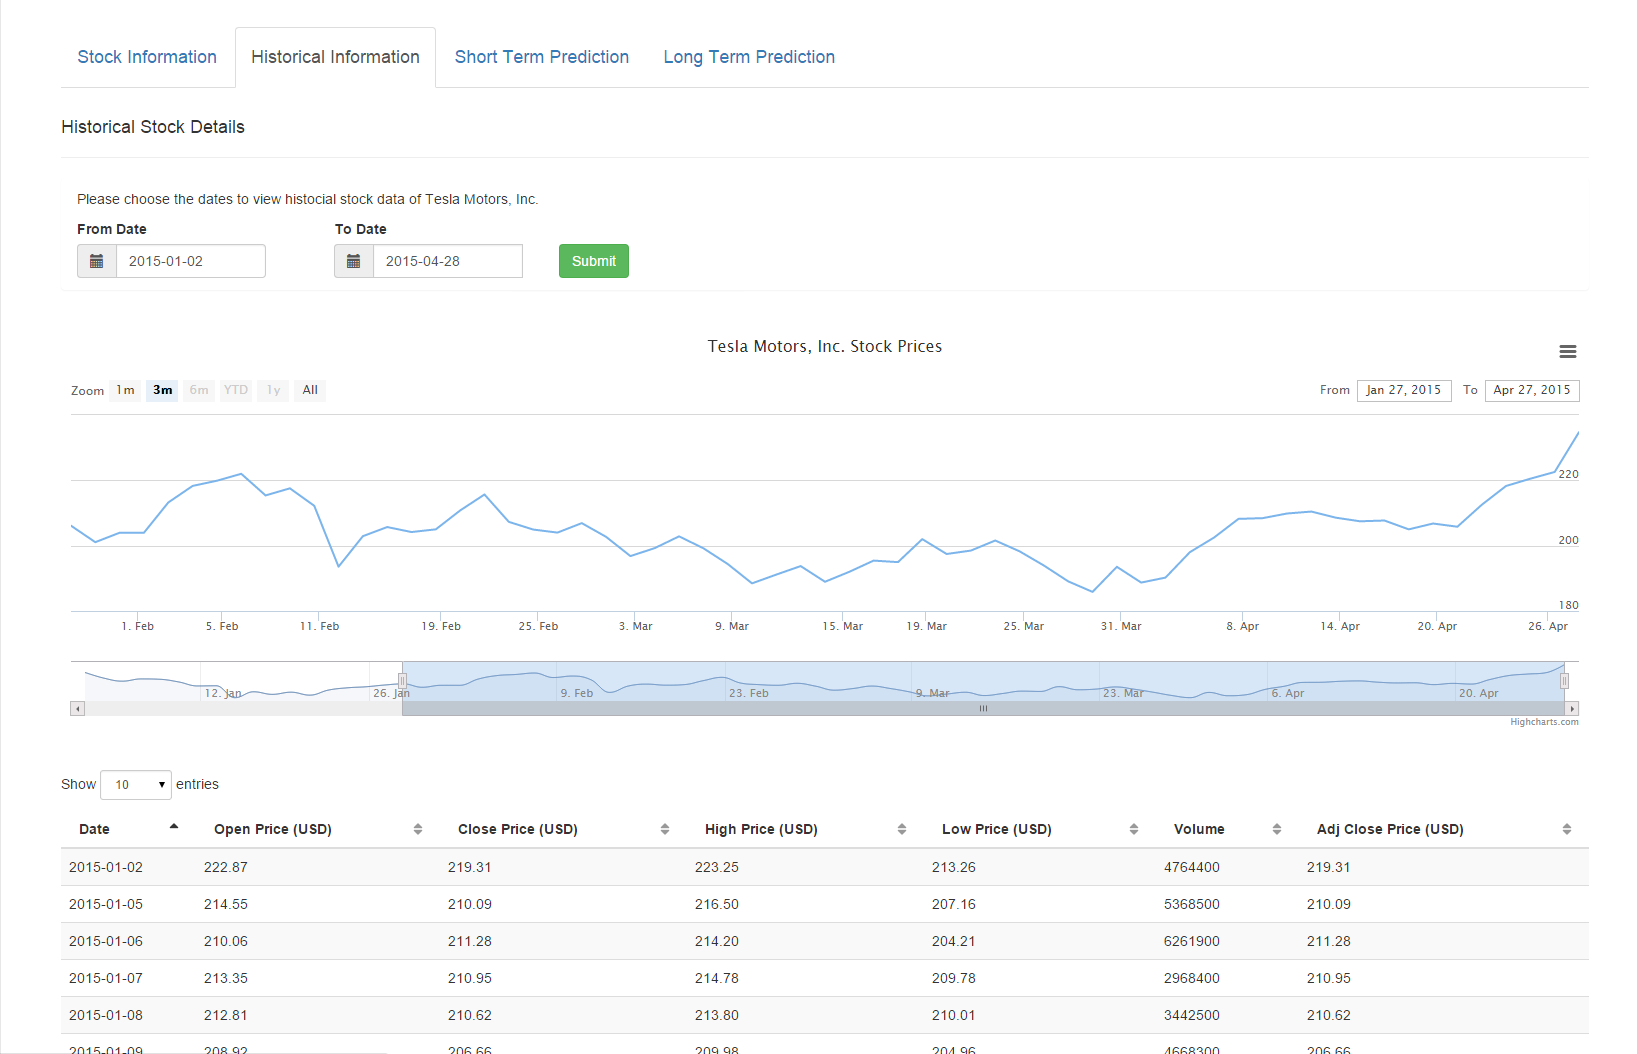 Stock Information Historical Information Short Term Prediction Long Term Prediction
Historical Stock Details
Please choose the dates to view histocial stock data of Tesla Motors, Inc.
From Date To Date
2015-01-02 2015-04-28 Submit
Tesla Motors, Inc. Stock Prices
Zoom 1m 3m 6m YTD 1y All From Jan 27, 2015 To Apr 27, 2015
220
200
180
1. Feb 5. Feb 11. Feb 19. Feb 25. Feb 3. Mar 9. Mar 15. Mar 19. Mar 25. Mar 31. Mar 8. Apr 14. Apr 20. Apr 26. Apr
12. Jan 26. Jan 9. Feb 23. Feb 9. Mar 23. Mar 6. Apr 20. Apr
Highcharts.com
Show 10 entries
Date Open Price (USD) Close Price (USD) High Price (USD) Low Price (USD) Volume Adj Close Price (USD)
2015-01-02 222.87 219.31 223.25 213.26 4764400 219.31
2015-01-05 214.55 210.09 216.50 207.16 5368500 210.09
2015-01-06 210.06 211.28 214.20 204.21 6261900 211.28
2015-01-07 213.35 210.95 214.78 209.78 2968400 210.95
2015-01-08 212.81 210.62 213.80 210.01 3442500 210.62
2015-01-09 208.92 206.66 209.98 204.96 4668300 206.66